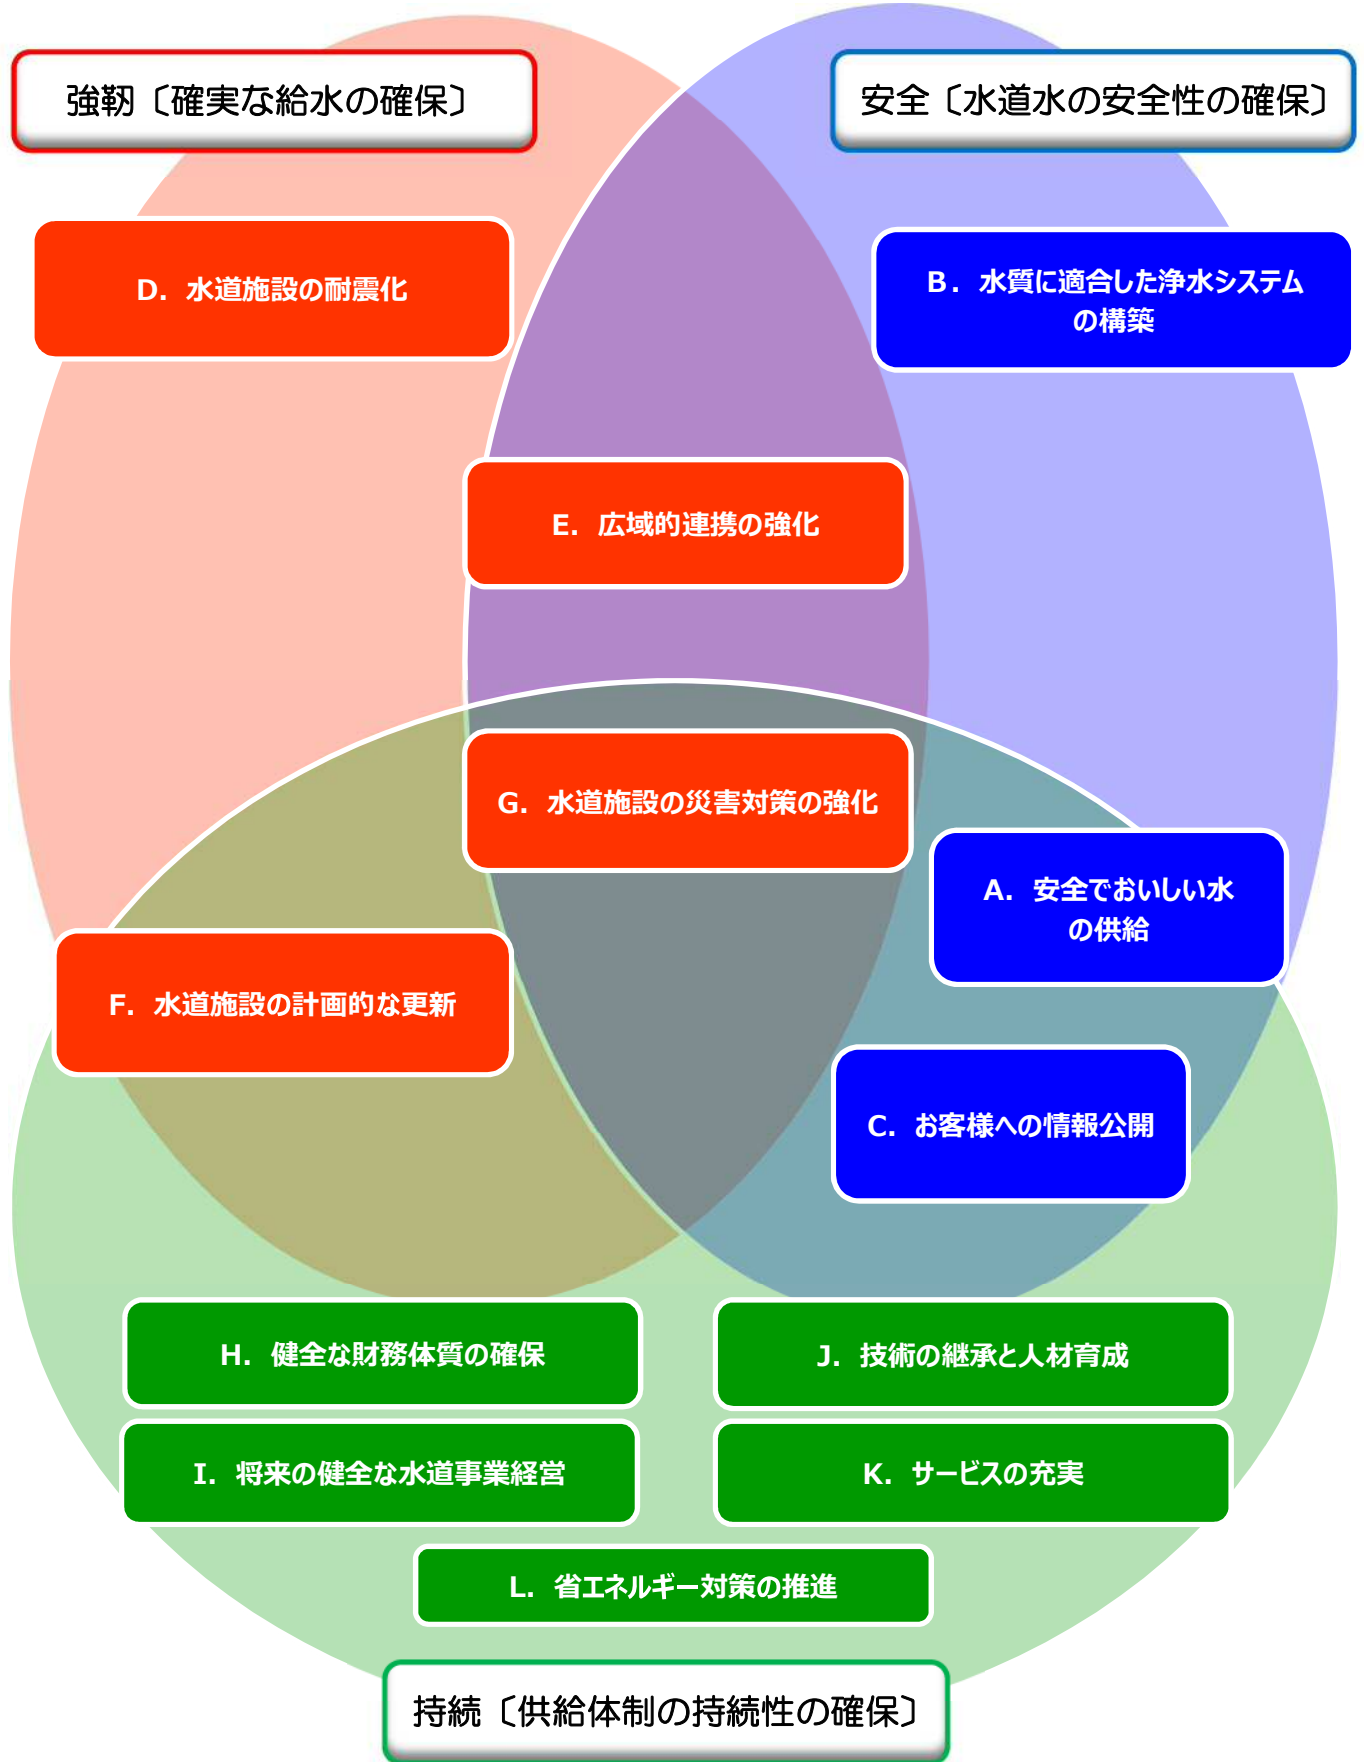 強靭〔確実な給水の確保〕
安全〔水道水の安全性の確保〕
D. 水道施設の耐震化
B. 水質に適合した浄水システム
の構築
E. 広域的連携の強化
G. 水道施設の災害対策の強化
A. 安全でおいしい水
の供給
F. 水道施設の計画的な更新
C. お客様への情報公開
H. 健全な財務体質の確保
J. 技術の継承と人材育成
I. 将来の健全な水道事業経営
K. サービスの充実
L. 省エネルギー対策の推進
持続〔供給体制の持続性の確保〕